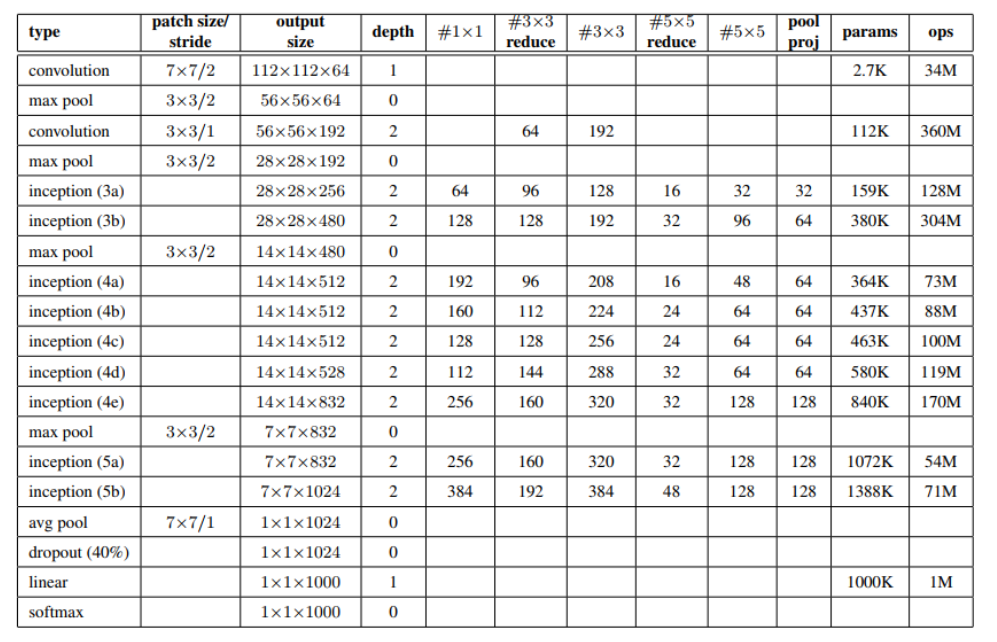 type patch size/ stride output size depth #1×1 #3×3 reduce #3×3 #5×5 reduce #5×5 pool proj params ops
convolution 7×7/2 112×112×64 1 2.7K 34M
max pool 3×3/2 56×56×64 0
convolution 3×3/1 56×56×192 2 64 192 112K 360M
max pool 3×3/2 28×28×192 0
inception (3a) 28×28×256 2 64 96 128 16 32 32 159K 128M
inception (3b) 28×28×480 2 128 128 192 32 96 64 380K 304M
max pool 3×3/2 14×14×480 0
inception (4a) 14×14×512 2 192 96 208 16 48 64 364K 73M
inception (4b) 14×14×512 2 160 112 224 24 64 64 437K 88M
inception (4c) 14×14×512 2 128 128 256 24 64 64 463K 100M
inception (4d) 14×14×528 2 112 144 288 32 64 64 580K 119M
inception (4e) 14×14×832 2 256 160 320 32 128 128 840K 170M
max pool 3×3/2 7×7×832 0
inception (5a) 7×7×832 2 256 160 320 32 128 128 1072K 54M
inception (5b) 7×7×1024 2 384 192 384 48 128 128 1388K 71M
avg pool 7×7/1 1×1×1024 0
dropout (40%) 1×1×1024 0
linear 1×1×1000 1 1000K 1M
softmax 1×1×1000 0